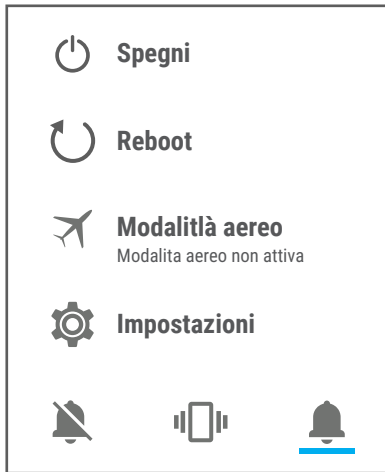 Spegni
Reboot
Modalitlà aereo
Modalita aereo non attiva
Impostazioni